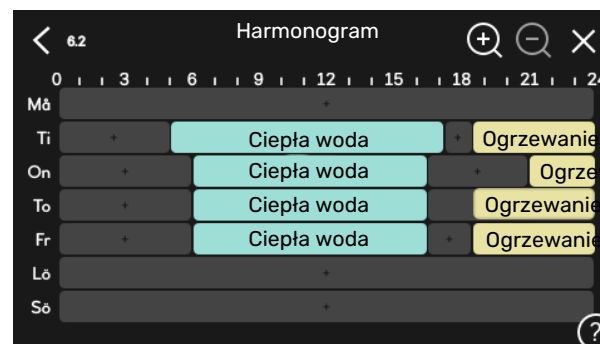 6.2 Harmonogram
0 3 6 9 12 15 18 21 24
Må
Ti Ciepła woda Ogrzewanie
On Ciepła woda Ogrze
To Ciepła woda Ogrzewanie
Fr Ciepła woda Ogrzewanie
Lö
Sö
?